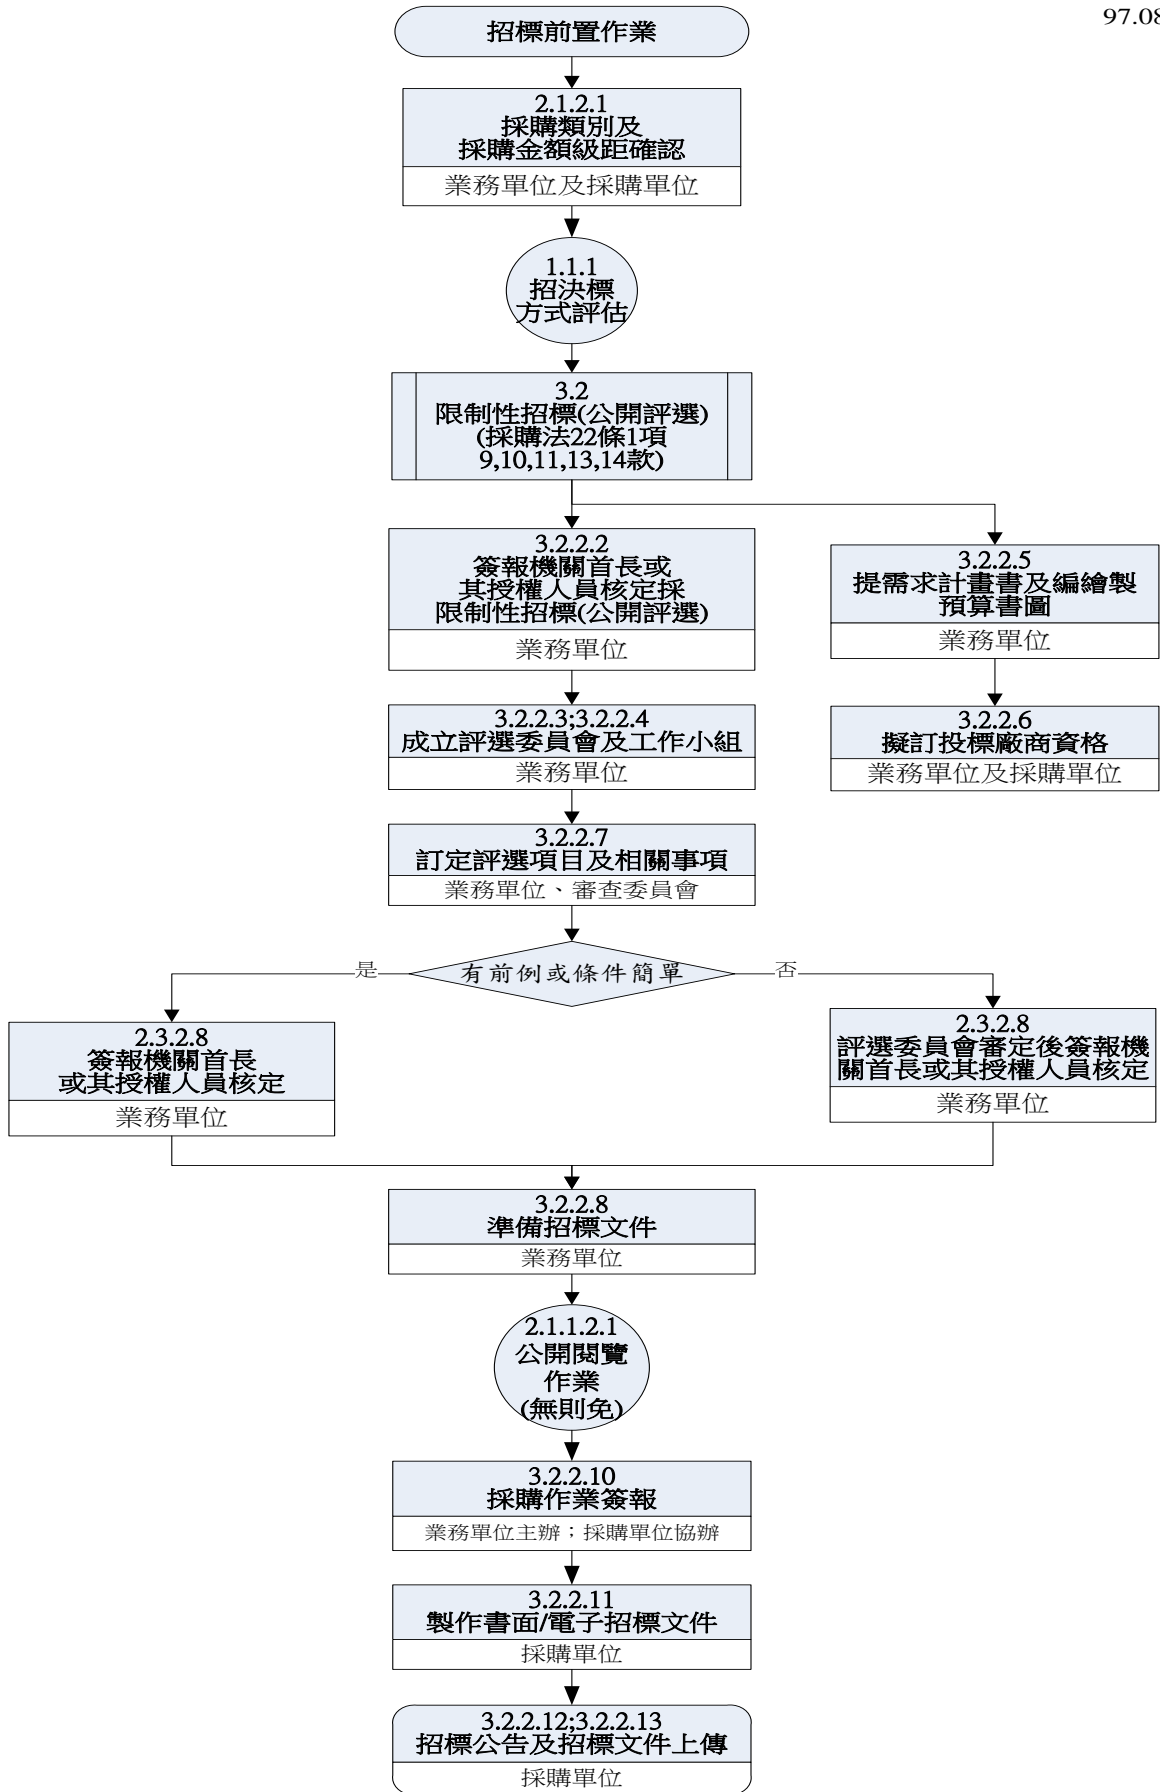 97.08
招標前置作業
2.1.2.1
採購類別及
採購金額級距確認
業務單位及採購單位
1.1.1
招決標
方式評估
3.2
限制性招標(公開評選)
(採購法22條1項
9,10,11,13,14款)
3.2.2.2
簽報機關首長或
其授權人員核定採
限制性招標(公開評選)
業務單位
3.2.2.5
提需求計畫書及編繪製
預算書圖
業務單位
3.2.2.3;3.2.2.4
成立評選委員會及工作小組
業務單位
3.2.2.6
擬訂投標廠商資格
業務單位及採購單位
3.2.2.7
訂定評選項目及相關事項
業務單位、審查委員會
有前例或條件簡單
是
否
2.3.2.8
簽報機關首長
或其授權人員核定
業務單位
2.3.2.8
評選委員會審定後簽報機
關首長或其授權人員核定
業務單位
3.2.2.8
準備招標文件
業務單位
2.1.1.2.1
公開閱覽
作業
(無則免)
3.2.2.10
採購作業簽報
業務單位主辦；採購單位協辦
3.2.2.11
製作書面/電子招標文件
採購單位
3.2.2.12;3.2.2.13
招標公告及招標文件上傳
採購單位